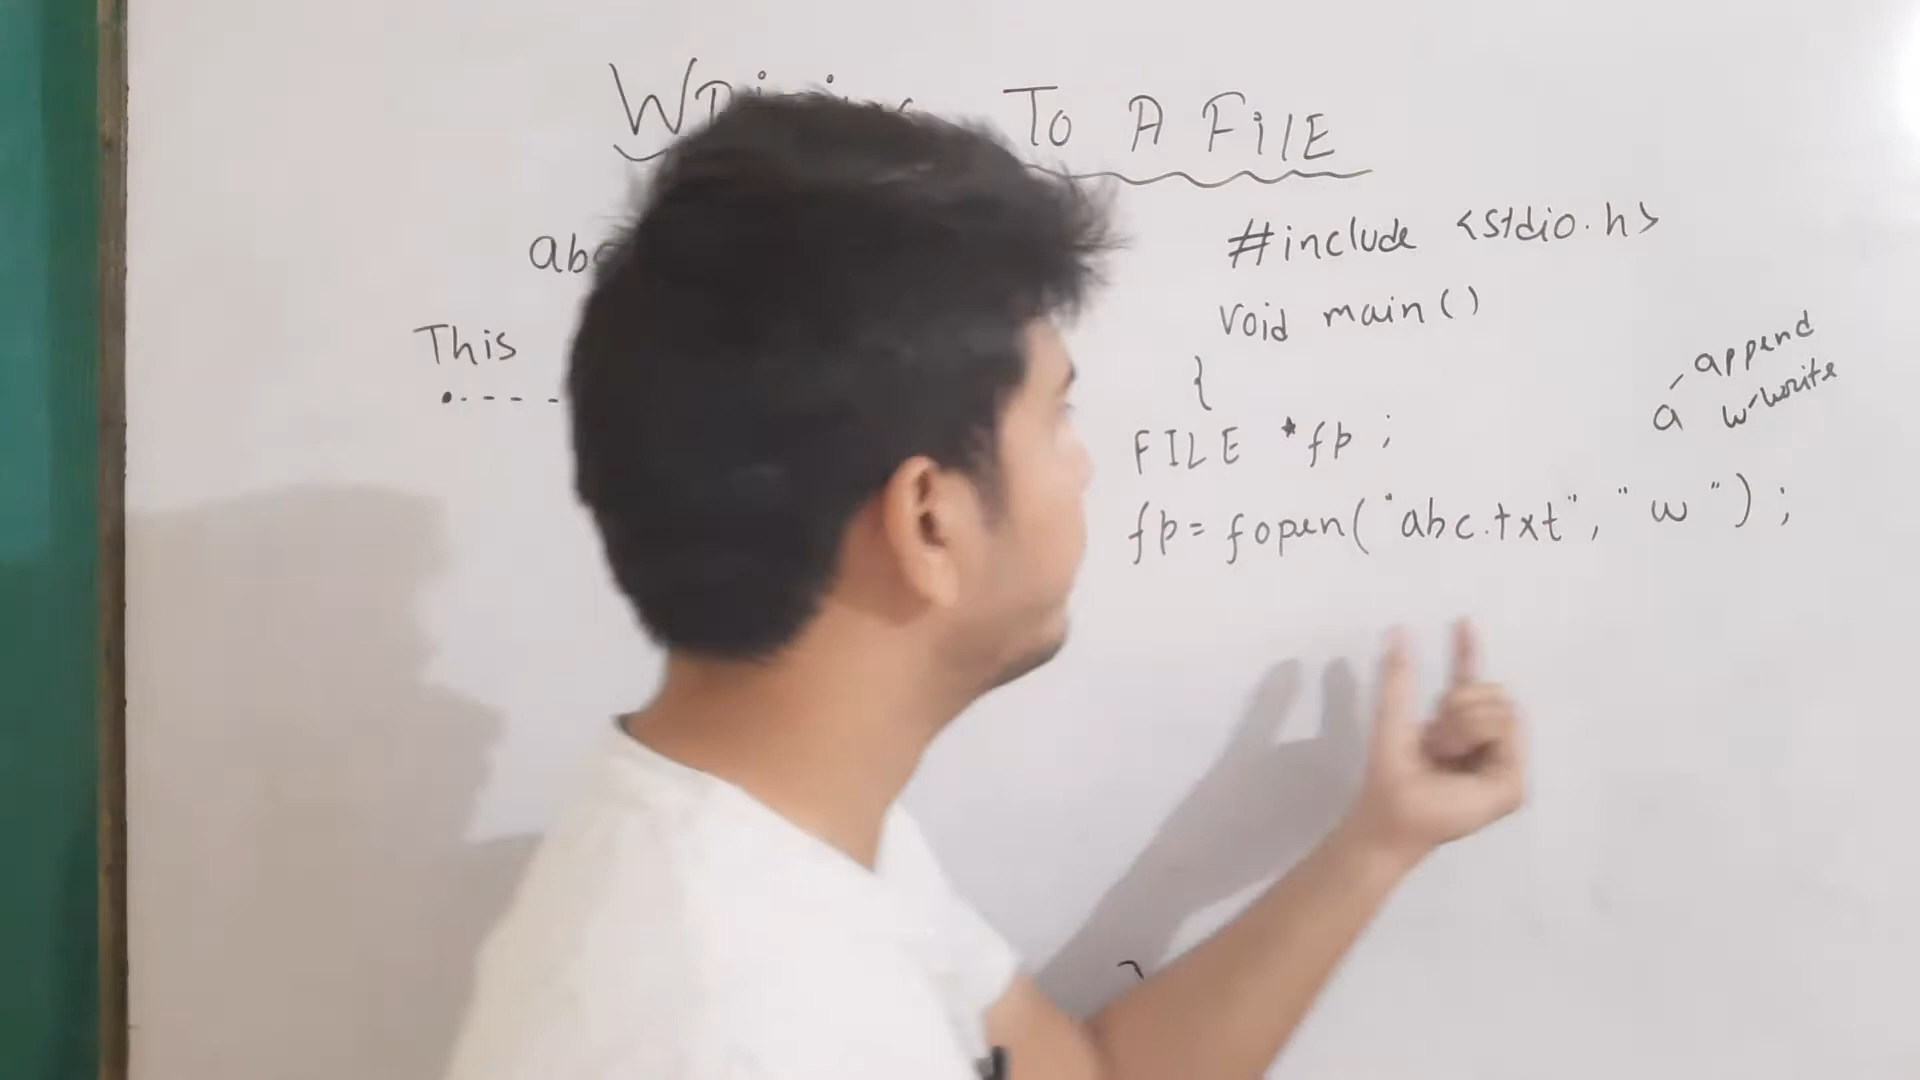 To A FilE
#include <stdio.h>
void main()
{
FILE *fp ;
fp= fopen("abc.txt", "w") ;
append
a w-write
This